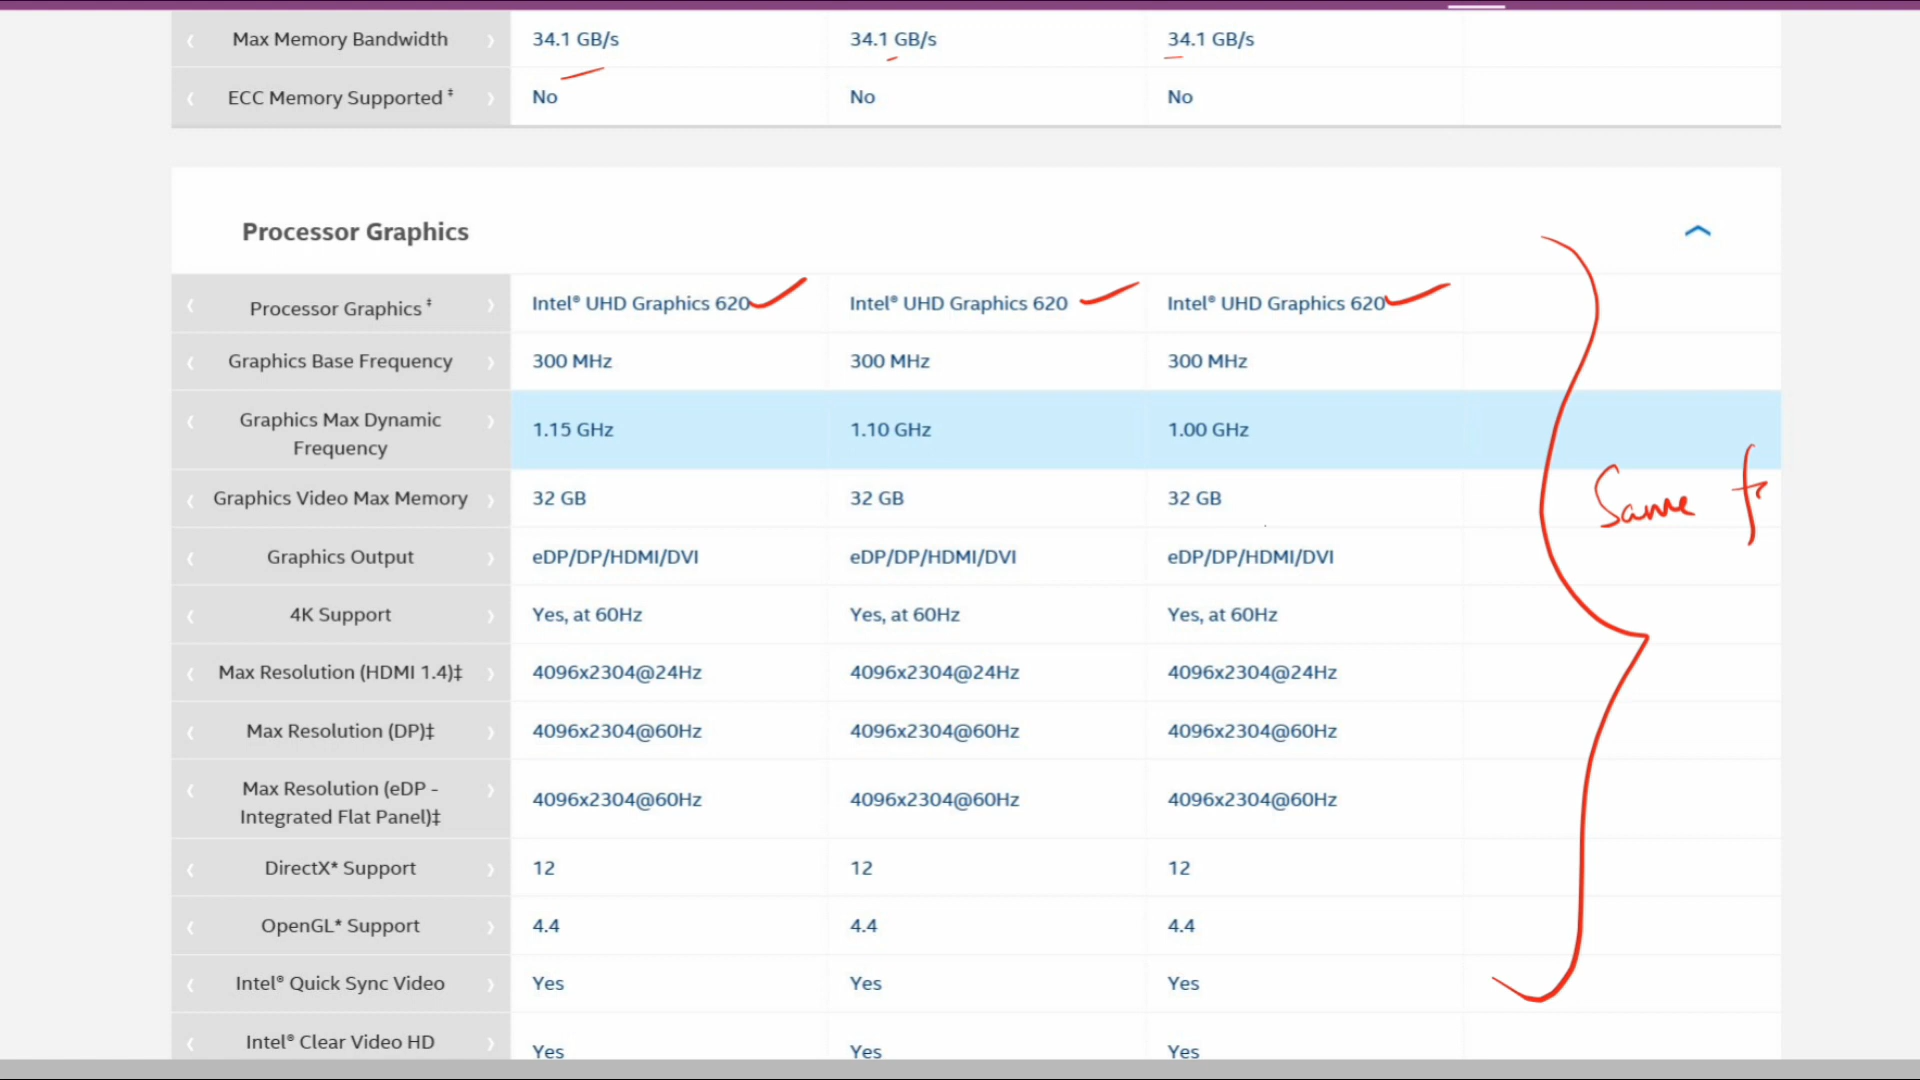 Max Memory Bandwidth 34.1 GB/s 34.1 GB/s 34.1 GB/s
ECC Memory Supported ‡ No No No
Processor Graphics
Processor Graphics ‡ Intel® UHD Graphics 620 Intel® UHD Graphics 620 Intel® UHD Graphics 620
Graphics Base Frequency 300 MHz 300 MHz 300 MHz
Graphics Max Dynamic
Frequency 1.15 GHz 1.10 GHz 1.00 GHz
Graphics Video Max Memory 32 GB 32 GB 32 GB
Same f
Graphics Output eDP/DP/HDMI/DVI eDP/DP/HDMI/DVI eDP/DP/HDMI/DVI
4K Support Yes, at 60Hz Yes, at 60Hz Yes, at 60Hz
Max Resolution (HDMI 1.4)‡ 4096x2304@24Hz 4096x2304@24Hz 4096x2304@24Hz
Max Resolution (DP)‡ 4096x2304@60Hz 4096x2304@60Hz 4096x2304@60Hz
Max Resolution (eDP -
Integrated Flat Panel)‡ 4096x2304@60Hz 4096x2304@60Hz 4096x2304@60Hz
DirectX* Support 12 12 12
OpenGL* Support 4.4 4.4 4.4
Intel® Quick Sync Video Yes Yes Yes
Intel® Clear Video HD Yes Yes Yes